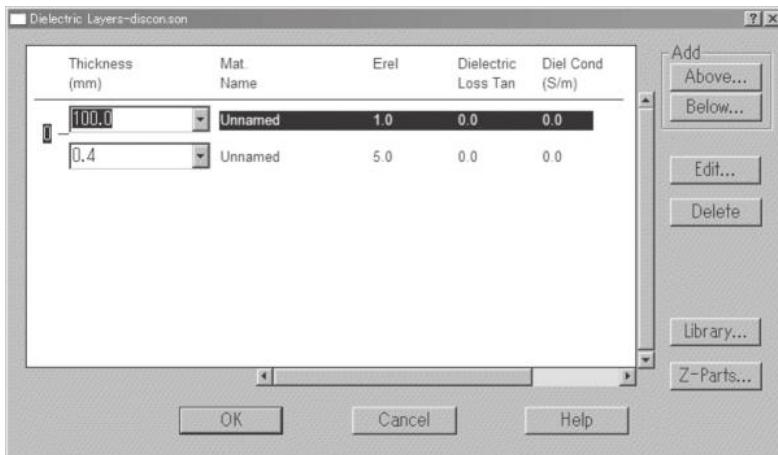 Dielectric Layers-discon.son
Thickness (mm) Mat. Name Erel Dielectric Loss Tan Diel Cond (S/m)
0 100.0 Unnamed 1.0 0.0 0.0
0.4 Unnamed 5.0 0.0 0.0
Add
Above...
Below...
Edit...
Delete
Library...
Z-Parts...
OK Cancel Help